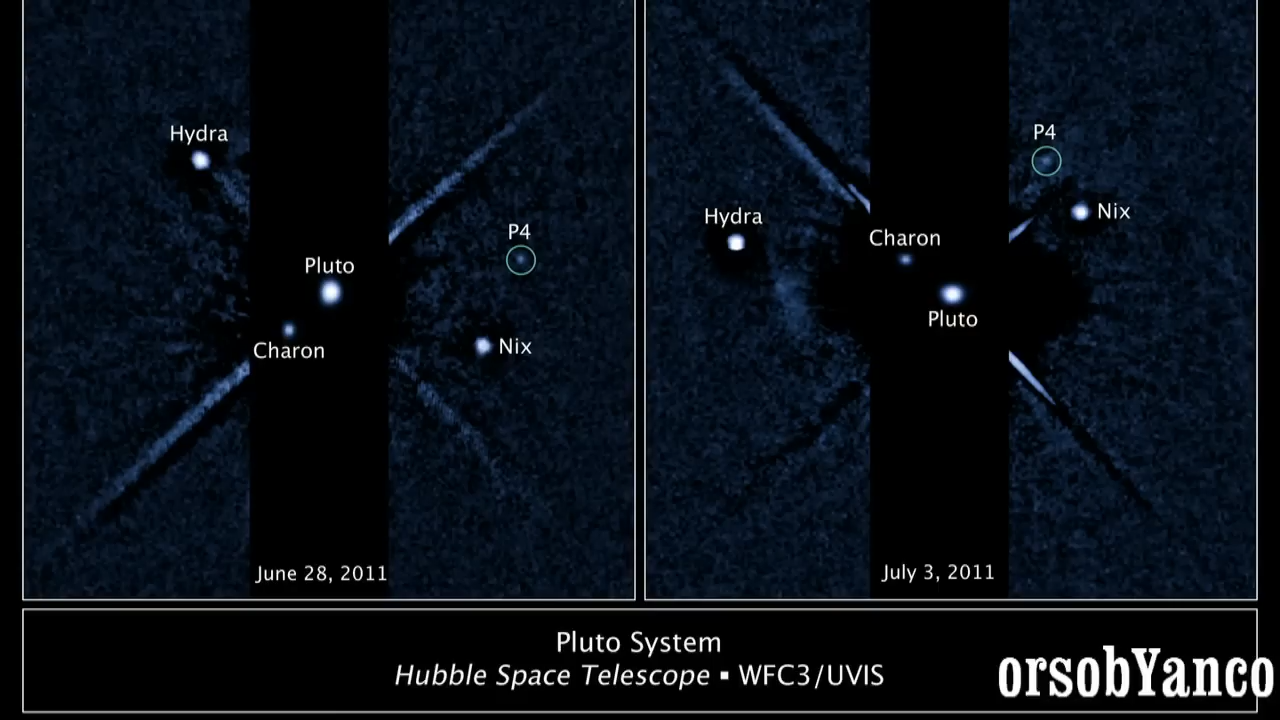 Hydra
Pluto
P4
Charon
Nix
June 28, 2011
P4
Hydra
Nix
Charon
Pluto
July 3, 2011
Pluto System
Hubble Space Telescope ▪ WFC3/UVIS
orsobYanco